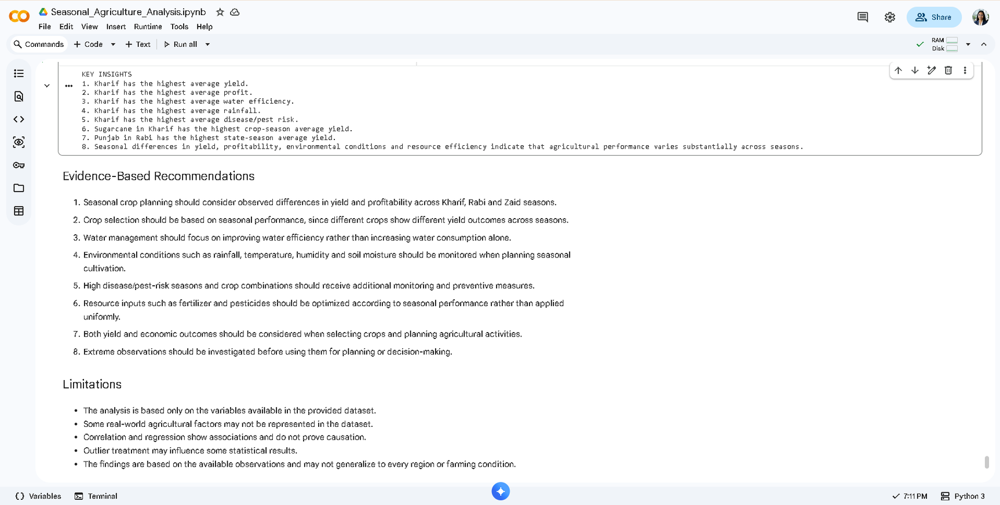 Seasonal_Agriculture_Analysis.ipynb
File Edit View Insert Runtime Tools Help
Share
Commands + Code + Text Run all
RAM
Disk
KEY INSIGHTS
1. Kharif has the highest average yield.
2. Kharif has the highest average profit.
3. Kharif has the highest average water efficiency.
4. Kharif has the highest average rainfall.
5. Kharif has the highest average disease/pest risk.
6. Sugarcane in Kharif has the highest crop-season average yield.
7. Punjab in Rabi has the highest state-season average yield.
8. Seasonal differences in yield, profitability, environmental conditions and resource efficiency indicate that agricultural performance varies substantially across seasons.
Evidence-Based Recommendations
1. Seasonal crop planning should consider observed differences in yield and profitability across Kharif, Rabi and Zaid seasons.
2. Crop selection should be based on seasonal performance, since different crops show different yield outcomes across seasons.
3. Water management should focus on improving water efficiency rather than increasing water consumption alone.
4. Environmental conditions such as rainfall, temperature, humidity and soil moisture should be monitored when planning seasonal
cultivation.
5. High disease/pest-risk seasons and crop combinations should receive additional monitoring and preventive measures.
6. Resource inputs such as fertilizer and pesticides should be optimized according to seasonal performance rather than applied
uniformly.
7. Both yield and economic outcomes should be considered when selecting crops and planning agricultural activities.
8. Extreme observations should be investigated before using them for planning or decision-making.
Limitations
• The analysis is based only on the variables available in the provided dataset.
• Some real-world agricultural factors may not be represented in the dataset.
• Correlation and regression show associations and do not prove causation.
• Outlier treatment may influence some statistical results.
• The findings are based on the available observations and may not generalize to every region or farming condition.
Variables Terminal 7:11 PM Python 3